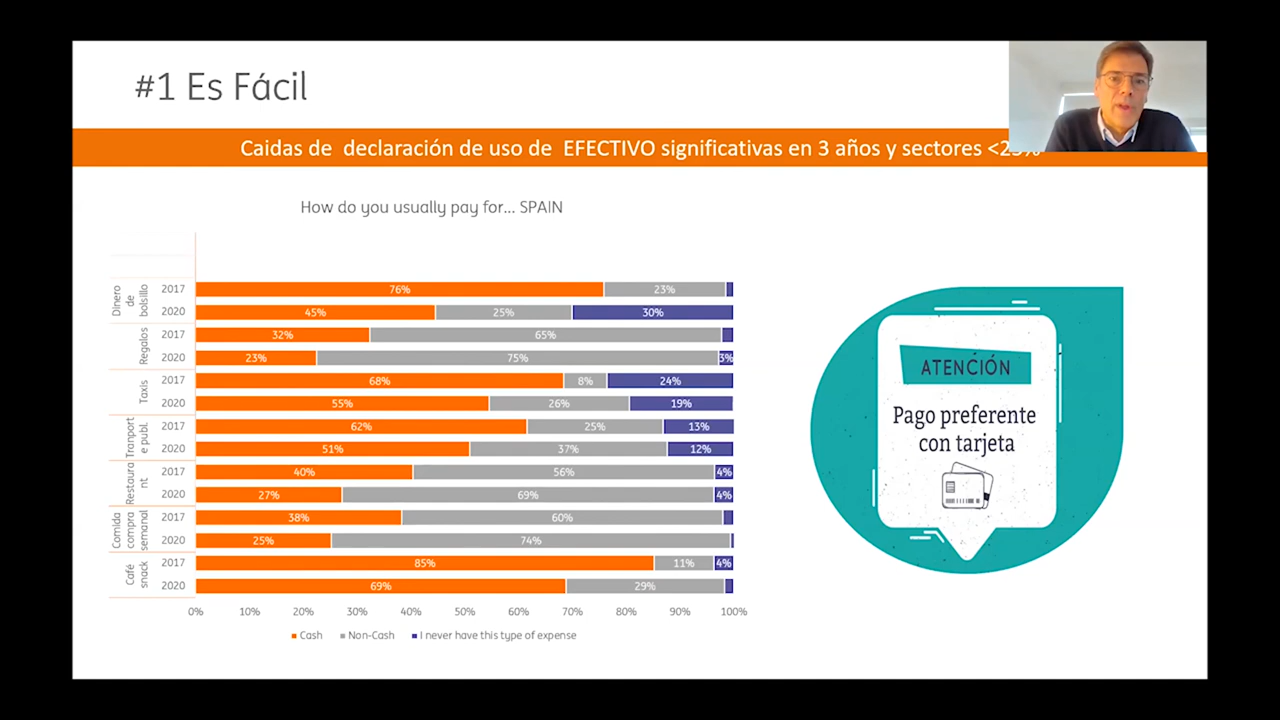 #1 Es Fácil
Caidas de declaración de uso de EFECTIVO significativas en 3 años y sectores
How do you usually pay for... SPAIN
Dinero
de
bolsillo
2017
76%
23%
2020
45%
25%
30%
Regalos
2017
32%
65%
2020
23%
75%
3%
Taxis
2017
68%
8%
24%
2020
55%
26%
19%
Tranport
e publ.
2017
62%
25%
13%
2020
51%
37%
12%
Restaura
nt
2017
40%
56%
4%
2020
27%
69%
4%
Comida
compra
semanal
2017
38%
60%
2020
25%
74%
Café
snack
2017
85%
11%
4%
2020
69%
29%
0% 10% 20% 30% 40% 50% 60% 70% 80% 90% 100%
Cash Non-Cash I never have this type of expense
ATENCIÓN
Pago preferente
con tarjeta